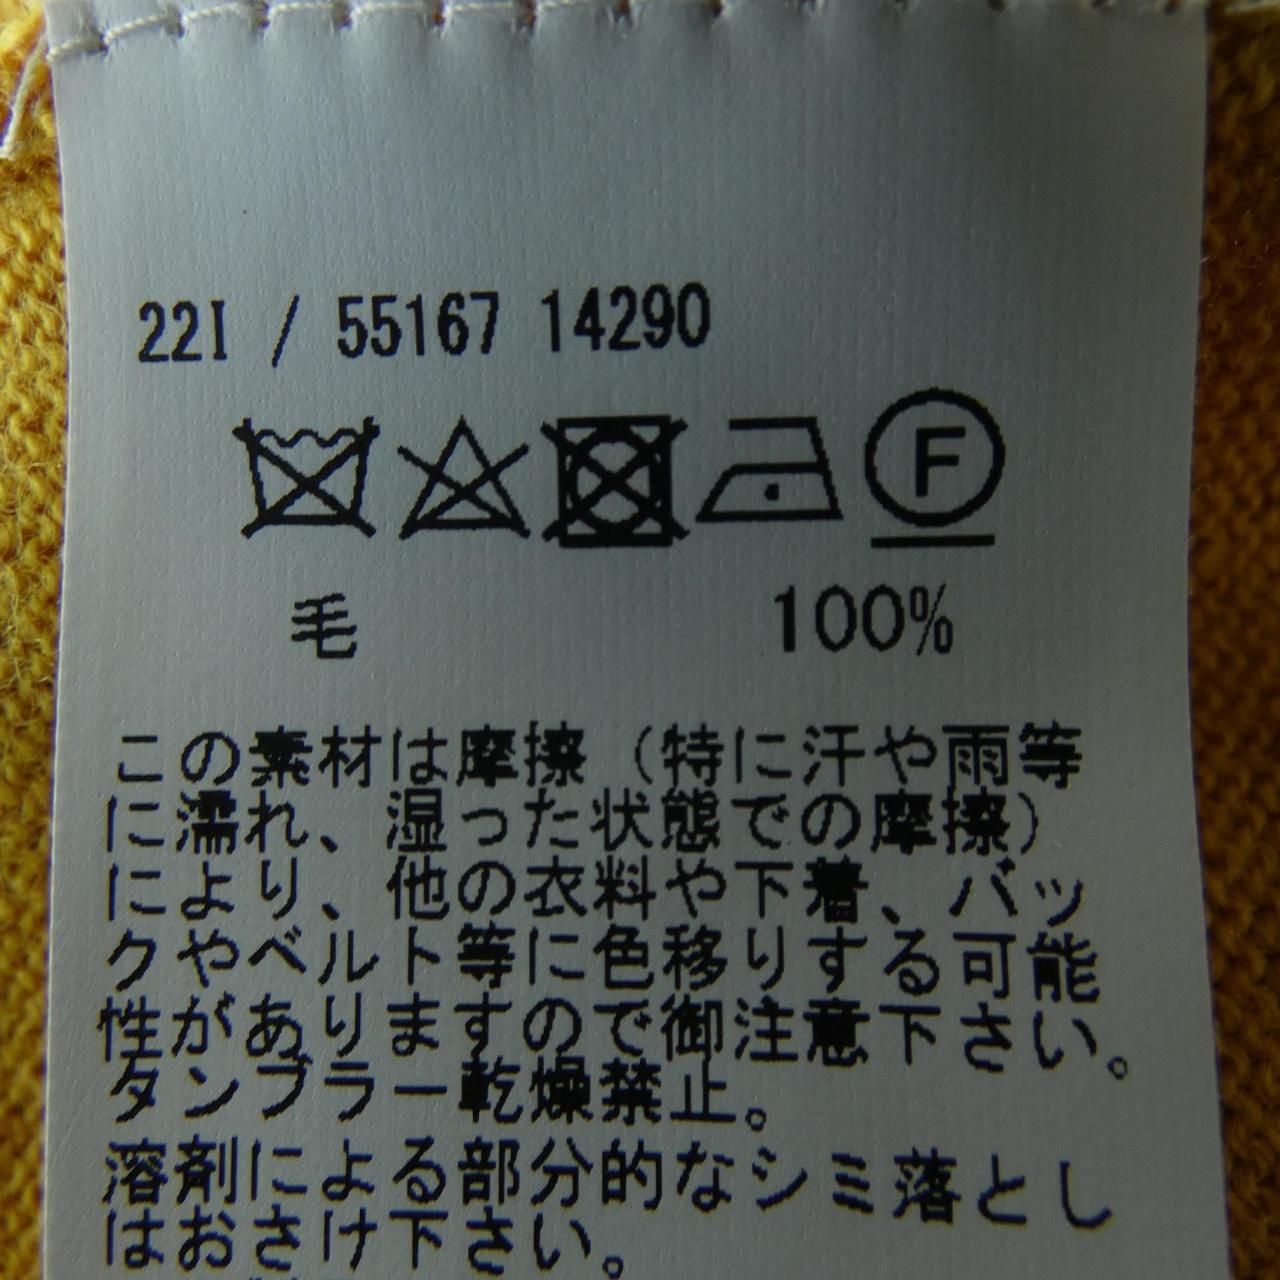 22I / 55167 14290
F
毛 100%
この素材は摩擦（特に汗や雨等
に濡れ、湿った状態での摩擦）
により、他の衣料や下着、バッ
クやベルト等に色移りする可能
性がありますので御注意下さい。
タンブラー乾燥禁止。
溶剤による部分的なシミ落とし
はおさけ下さい。